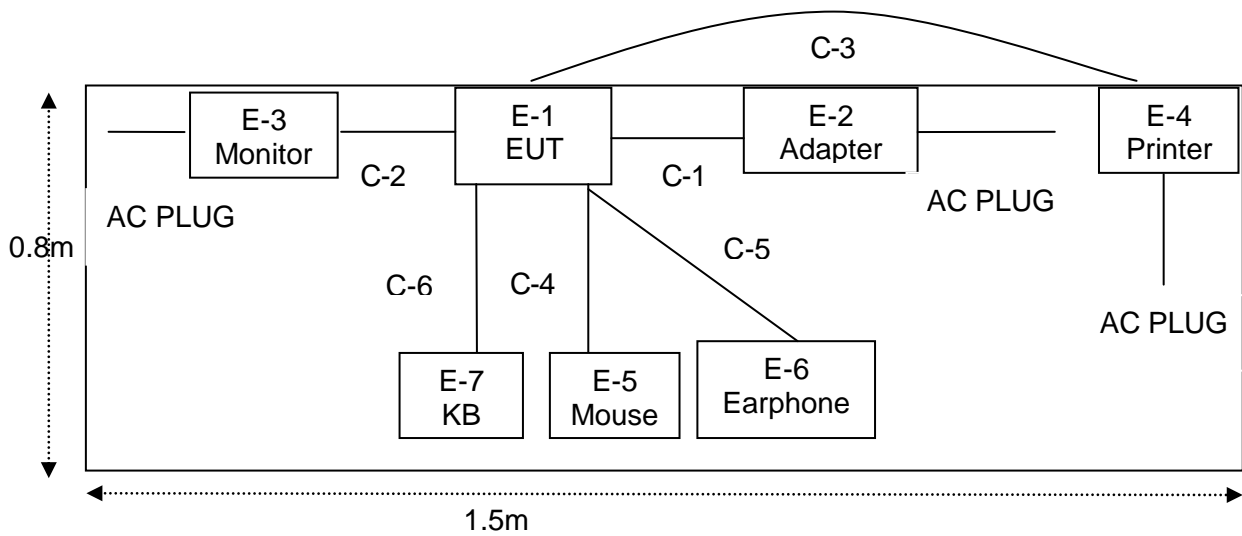 C-3
E-3
Monitor
E-1
EUT
E-2
Adapter
E-4
Printer
C-2
C-1
AC PLUG
AC PLUG
0.8m
C-5
C-6
C-4
AC PLUG
E-7
KB
E-5
Mouse
E-6
Earphone
1.5m